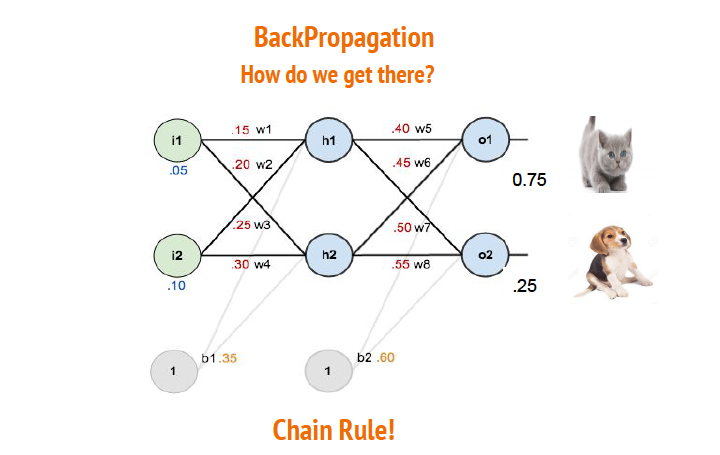 BackPropagation
How do we get there?
.15 w1
.40 w5
i1
h1
o1
.20 w2
.45 w6
.05
0.75
.25 w3
.50 w7
i2
h2
o2
.30 w4
.55 w8
.10
.25
b1 .35
b2 .60
1
1
Chain Rule!